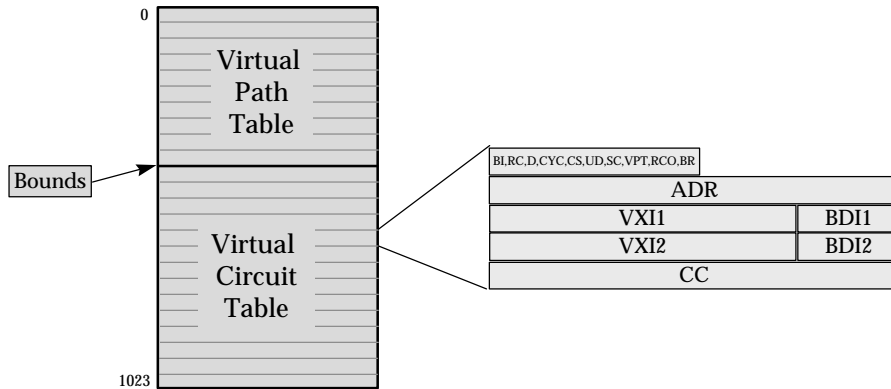 0
Virtual
Path
Table
Bounds
Virtual
Circuit
Table
1023
BI,RC,D,CYC,CS,UD,SC,VPT,RCO,BR
ADR
VXI1 BDI1
VXI2 BDI2
CC